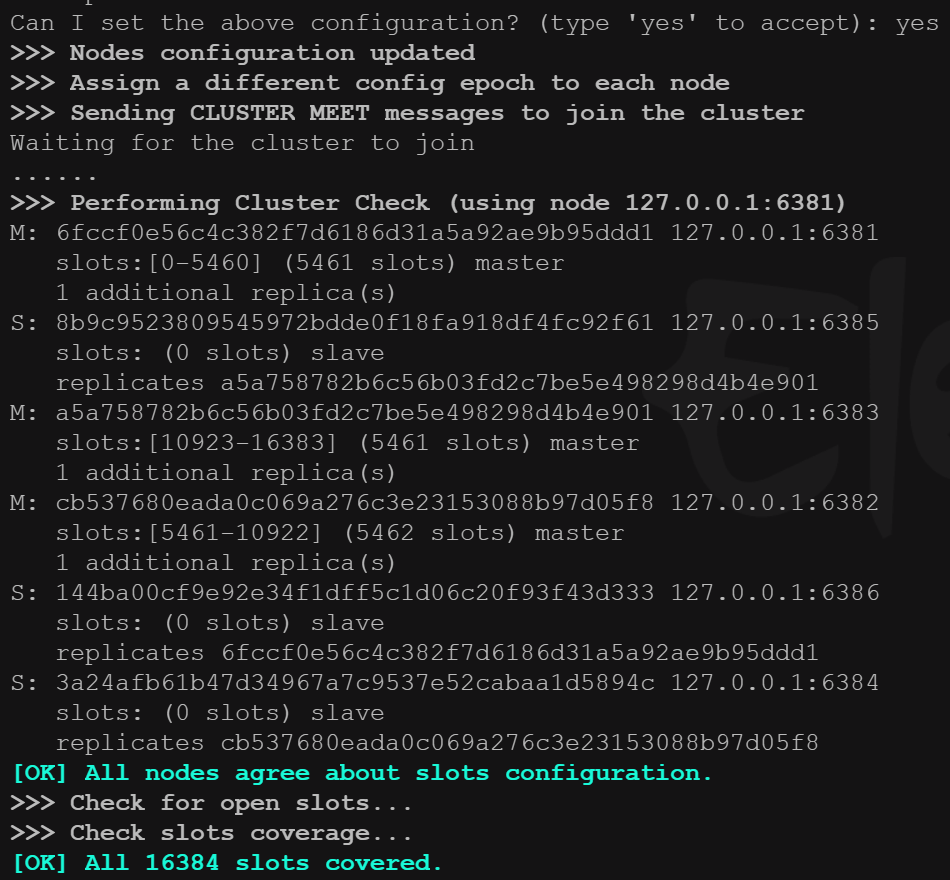 Can I set the above configuration? (type 'yes' to accept): yes
>>> Nodes configuration updated
>>> Assign a different config epoch to each node
>>> Sending CLUSTER MEET messages to join the cluster
Waiting for the cluster to join
......
>>> Performing Cluster Check (using node 127.0.0.1:6381)
M: 6fccf0e56c4c382f7d6186d31a5a92ae9b95ddd1 127.0.0.1:6381
   slots:[0-5460] (5461 slots) master
   1 additional replica(s)
S: 8b9c9523809545972bdde0f18fa918df4fc92f61 127.0.0.1:6385
   slots: (0 slots) slave
   replicates a5a758782b6c56b03fd2c7be5e498298d4b4e901
M: a5a758782b6c56b03fd2c7be5e498298d4b4e901 127.0.0.1:6383
   slots:[10923-16383] (5461 slots) master
   1 additional replica(s)
M: cb537680eada0c069a276c3e23153088b97d05f8 127.0.0.1:6382
   slots:[5461-10922] (5462 slots) master
   1 additional replica(s)
S: 144ba00cf9e92e34f1dff5c1d06c20f93f43d333 127.0.0.1:6386
   slots: (0 slots) slave
   replicates 6fccf0e56c4c382f7d6186d31a5a92ae9b95ddd1
S: 3a24afb61b47d34967a7c9537e52cabaa1d5894c 127.0.0.1:6384
   slots: (0 slots) slave
   replicates cb537680eada0c069a276c3e23153088b97d05f8
[OK] All nodes agree about slots configuration.
>>> Check for open slots...
>>> Check slots coverage...
[OK] All 16384 slots covered.